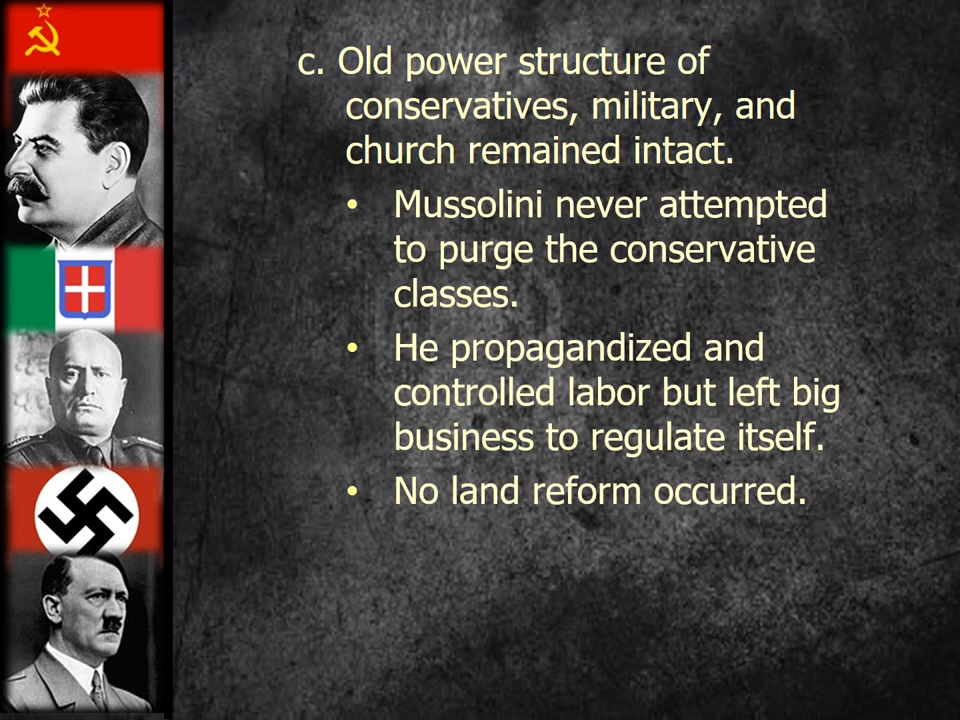 c. Old power structure of
conservatives, military, and
church remained intact.
• Mussolini never attempted
to purge the conservative
classes.
• He propagandized and
controlled labor but left big
business to regulate itself.
• No land reform occurred.